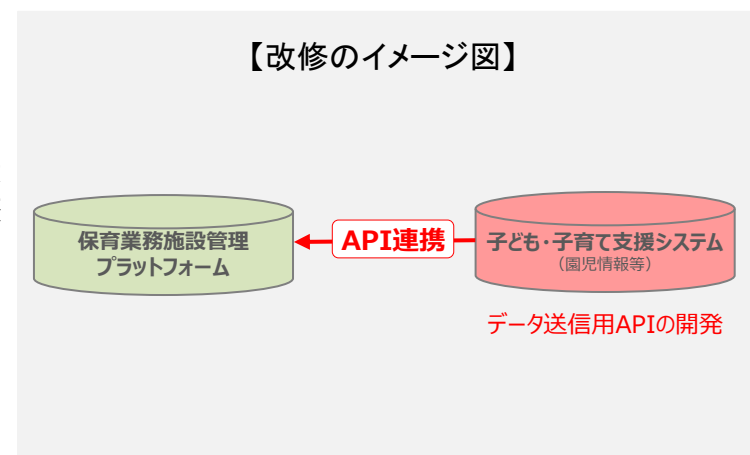 【改修のイメージ図】
保育業務施設管理
プラットフォーム
API連携
子ども・子育て支援システム
（園児情報等）
データ送信用APIの開発